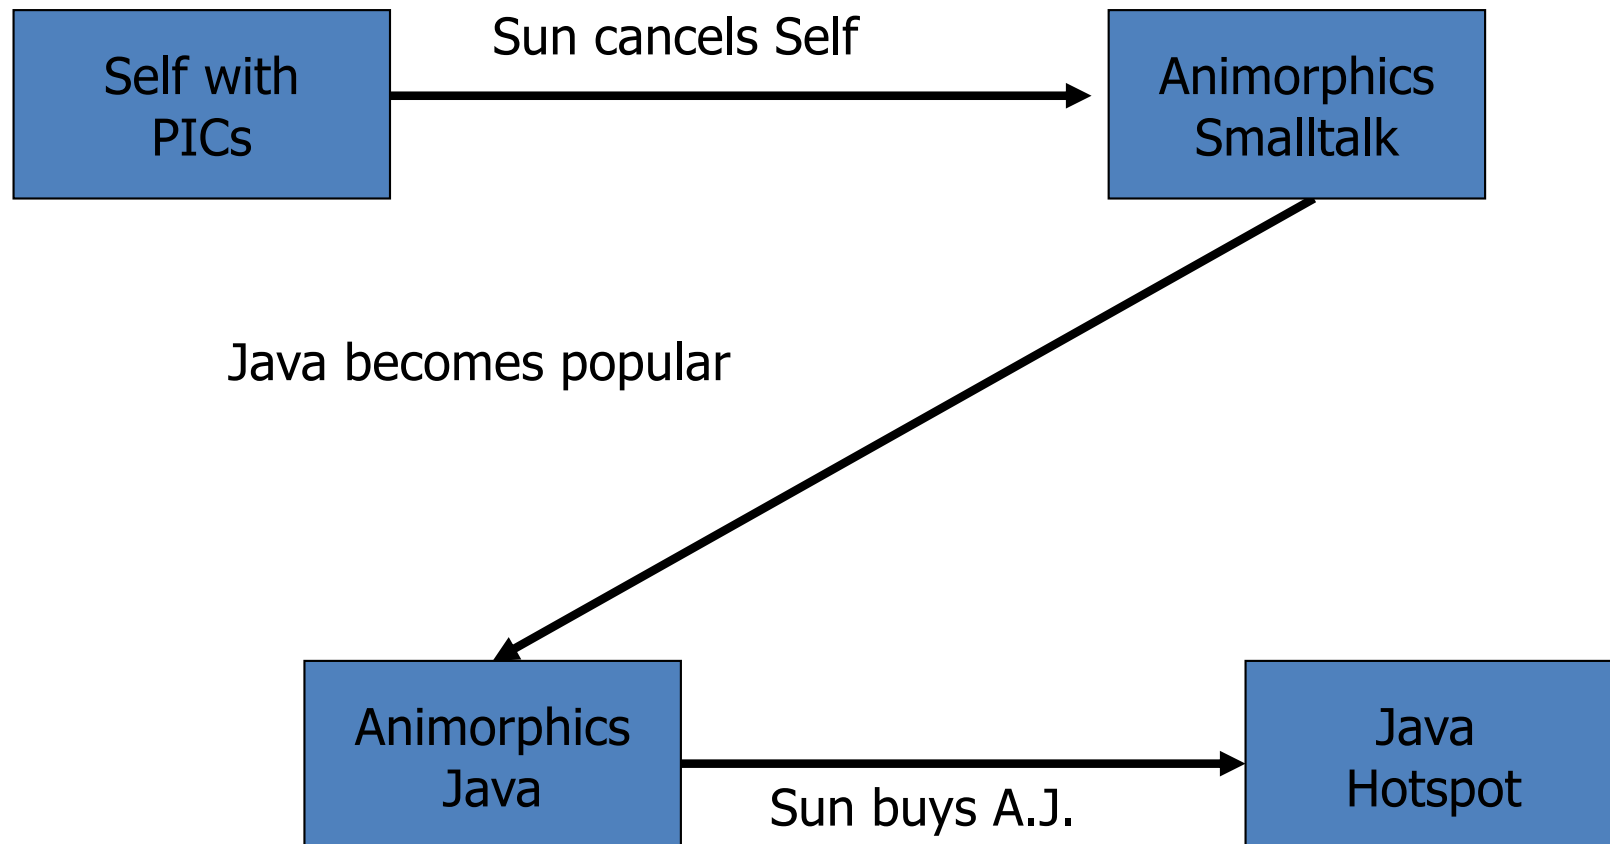 Sun cancels Self
Self with
PICs
Animorphics
Smalltalk
Java becomes popular
Animorphics
Java
Sun buys A.J.
Java
Hotspot